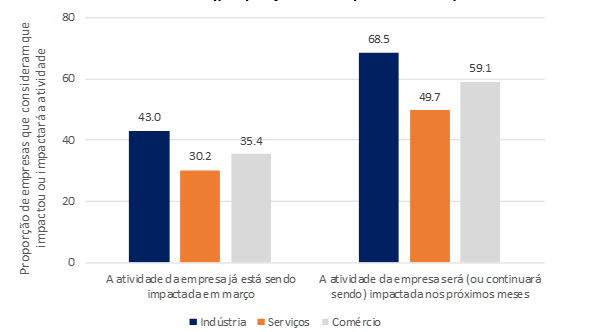 80
60
40
20
0
Proporção de empresas que consideram que
impactou ou impactará a atividade
43.0
30.2
35.4
68.5
49.7
59.1
A atividade da empresa já está sendo
impactada em março
A atividade da empresa será (ou continuará
sendo) impactada nos próximos meses
Indústria
Serviços
Comércio